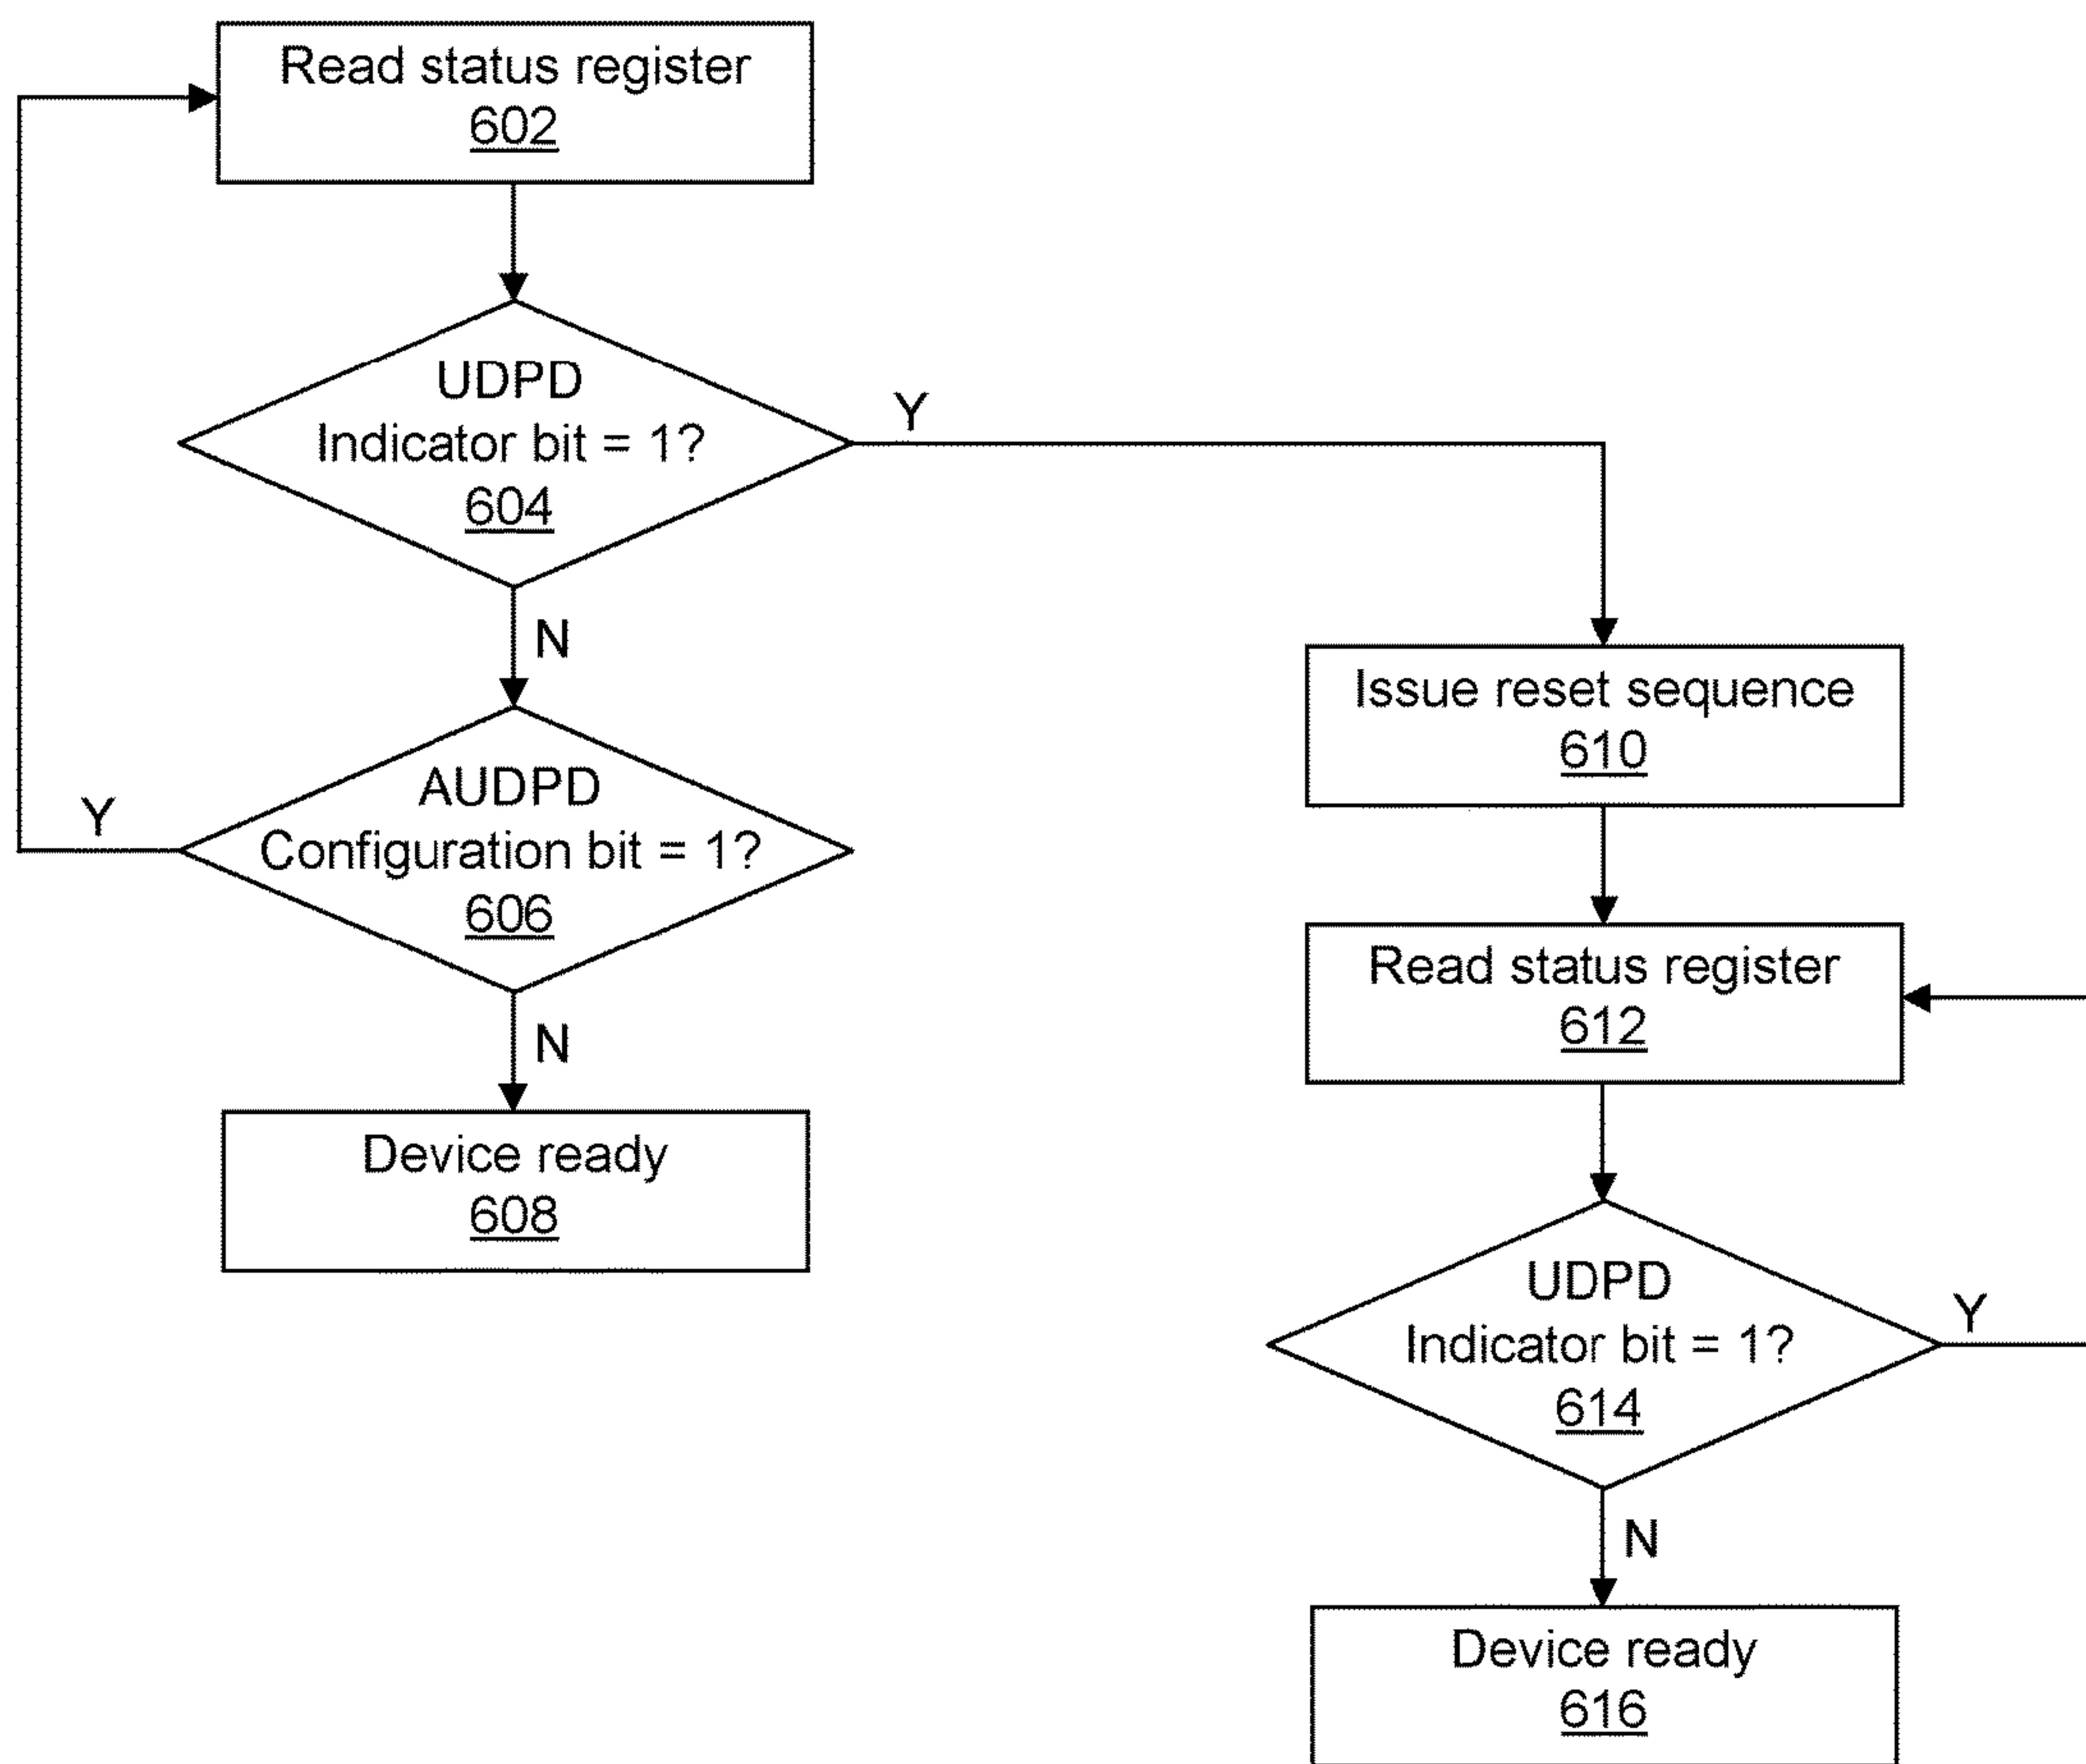 Read status register
602
UDPD
Indicator bit = 1?
604
Y
N
AUDPD
Configuration bit = 1?
606
Y
N
Device ready
608
Issue reset sequence
610
Read status register
612
UDPD
Indicator bit = 1?
614
Y
N
Device ready
616